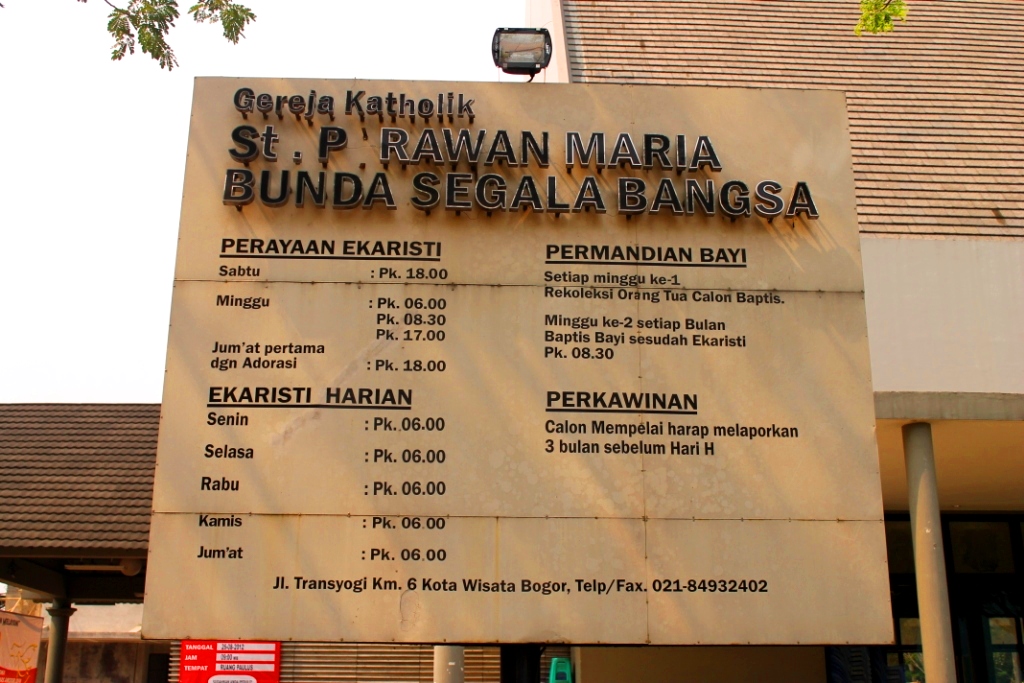 Gereja Katholik
St . P ' RAWAN MARIA
BUNDA SEGALA BANGSA
PERAYAAN EKARISTI
Sabtu : Pk. 18.00
Minggu : Pk. 06.00
Pk. 08.30
Pk. 17.00
Jum'at pertama
dgn Adorasi : Pk. 18.00
EKARISTI HARIAN
Senin : Pk. 06.00
Selasa : Pk. 06.00
Rabu : Pk. 06.00
Kamis : Pk. 06.00
Jum'at : Pk. 06.00
PERMANDIAN BAYI
Setiap minggu ke-1
Rekoleksi Orang Tua Calon Baptis.
Minggu ke-2 setiap Bulan
Baptis Bayi sesudah Ekaristi
Pk. 08.30
PERKAWINAN
Calon Mempelai harap melaporkan
3 bulan sebelum Hari H
Jl. Transyogi Km. 6 Kota Wisata Bogor, Telp/Fax. 021-84932402
TANGGAL
JAM
TEMPAT RUANG PAULUS